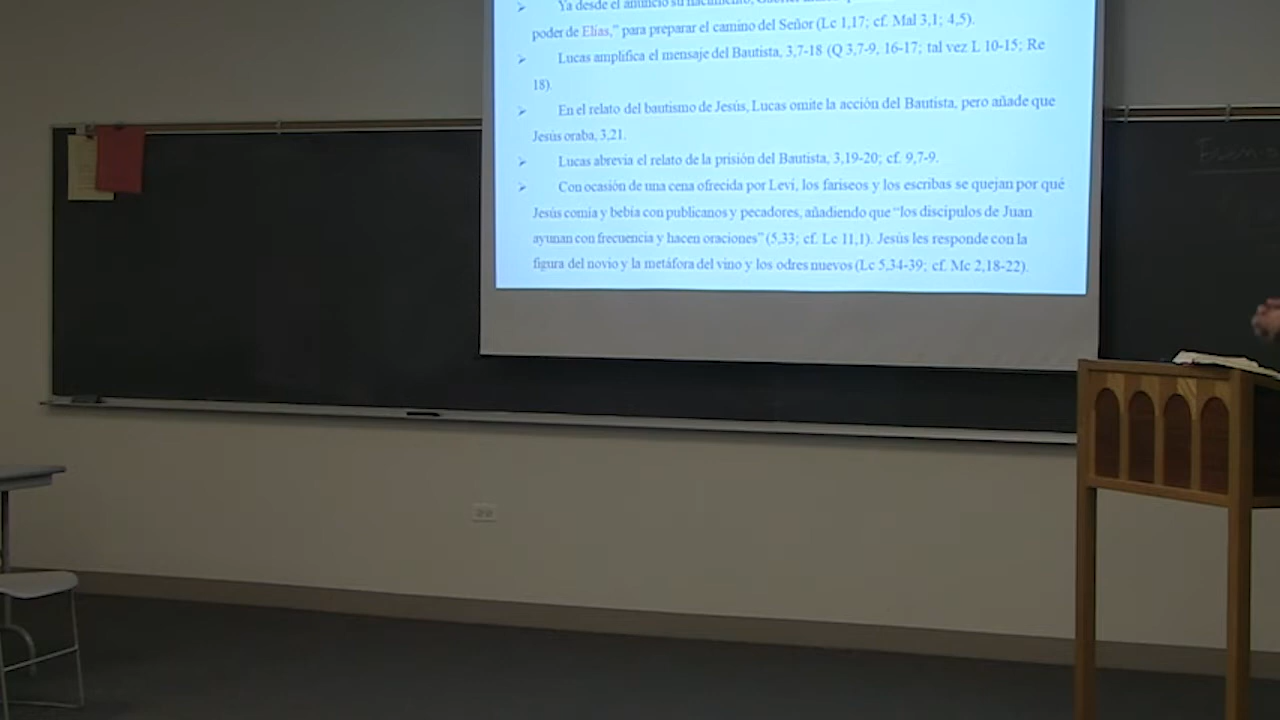 Ya desde el anuncio su nacimiento,
poder de Elías,” para preparar el camino del Señor (Lc 1,17; cf. Mal 3,1; 4,5).
Lucas amplifica el mensaje del Bautista, 3,7-18 (Q 3,7-9, 16-17; tal vez L 10-15; Re
18).
En el relato del bautismo de Jesús, Lucas omite la acción del Bautista, pero añade que
Jesús oraba, 3,21.
Lucas abrevia el relato de la prisión del Bautista, 3,19-20; cf. 9,7-9.
Con ocasión de una cena ofrecida por Leví, los fariseos y los escribas se quejan por qué
Jesús comía y bebía con publicanos y pecadores, añadiendo que “los discípulos de Juan
ayunan con frecuencia y hacen oraciones” (5,33; cf. Lc 11,1). Jesús les responde con la
figura del novio y la metáfora del vino y los odres nuevos (Lc 5,34-39; cf. Mc 2,18-22).